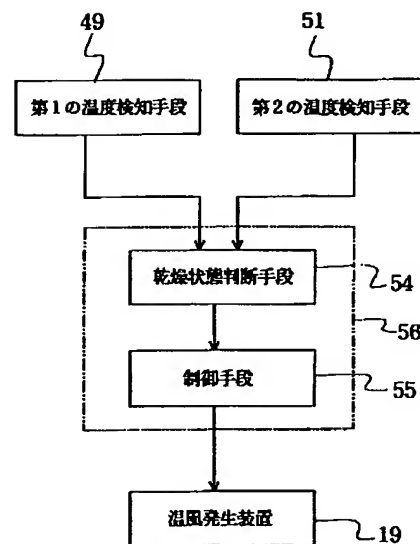 49
51
第1の温度検知手段
第2の温度検知手段
乾燥状態判断手段
54
56
制御手段
55
温風発生装置
19